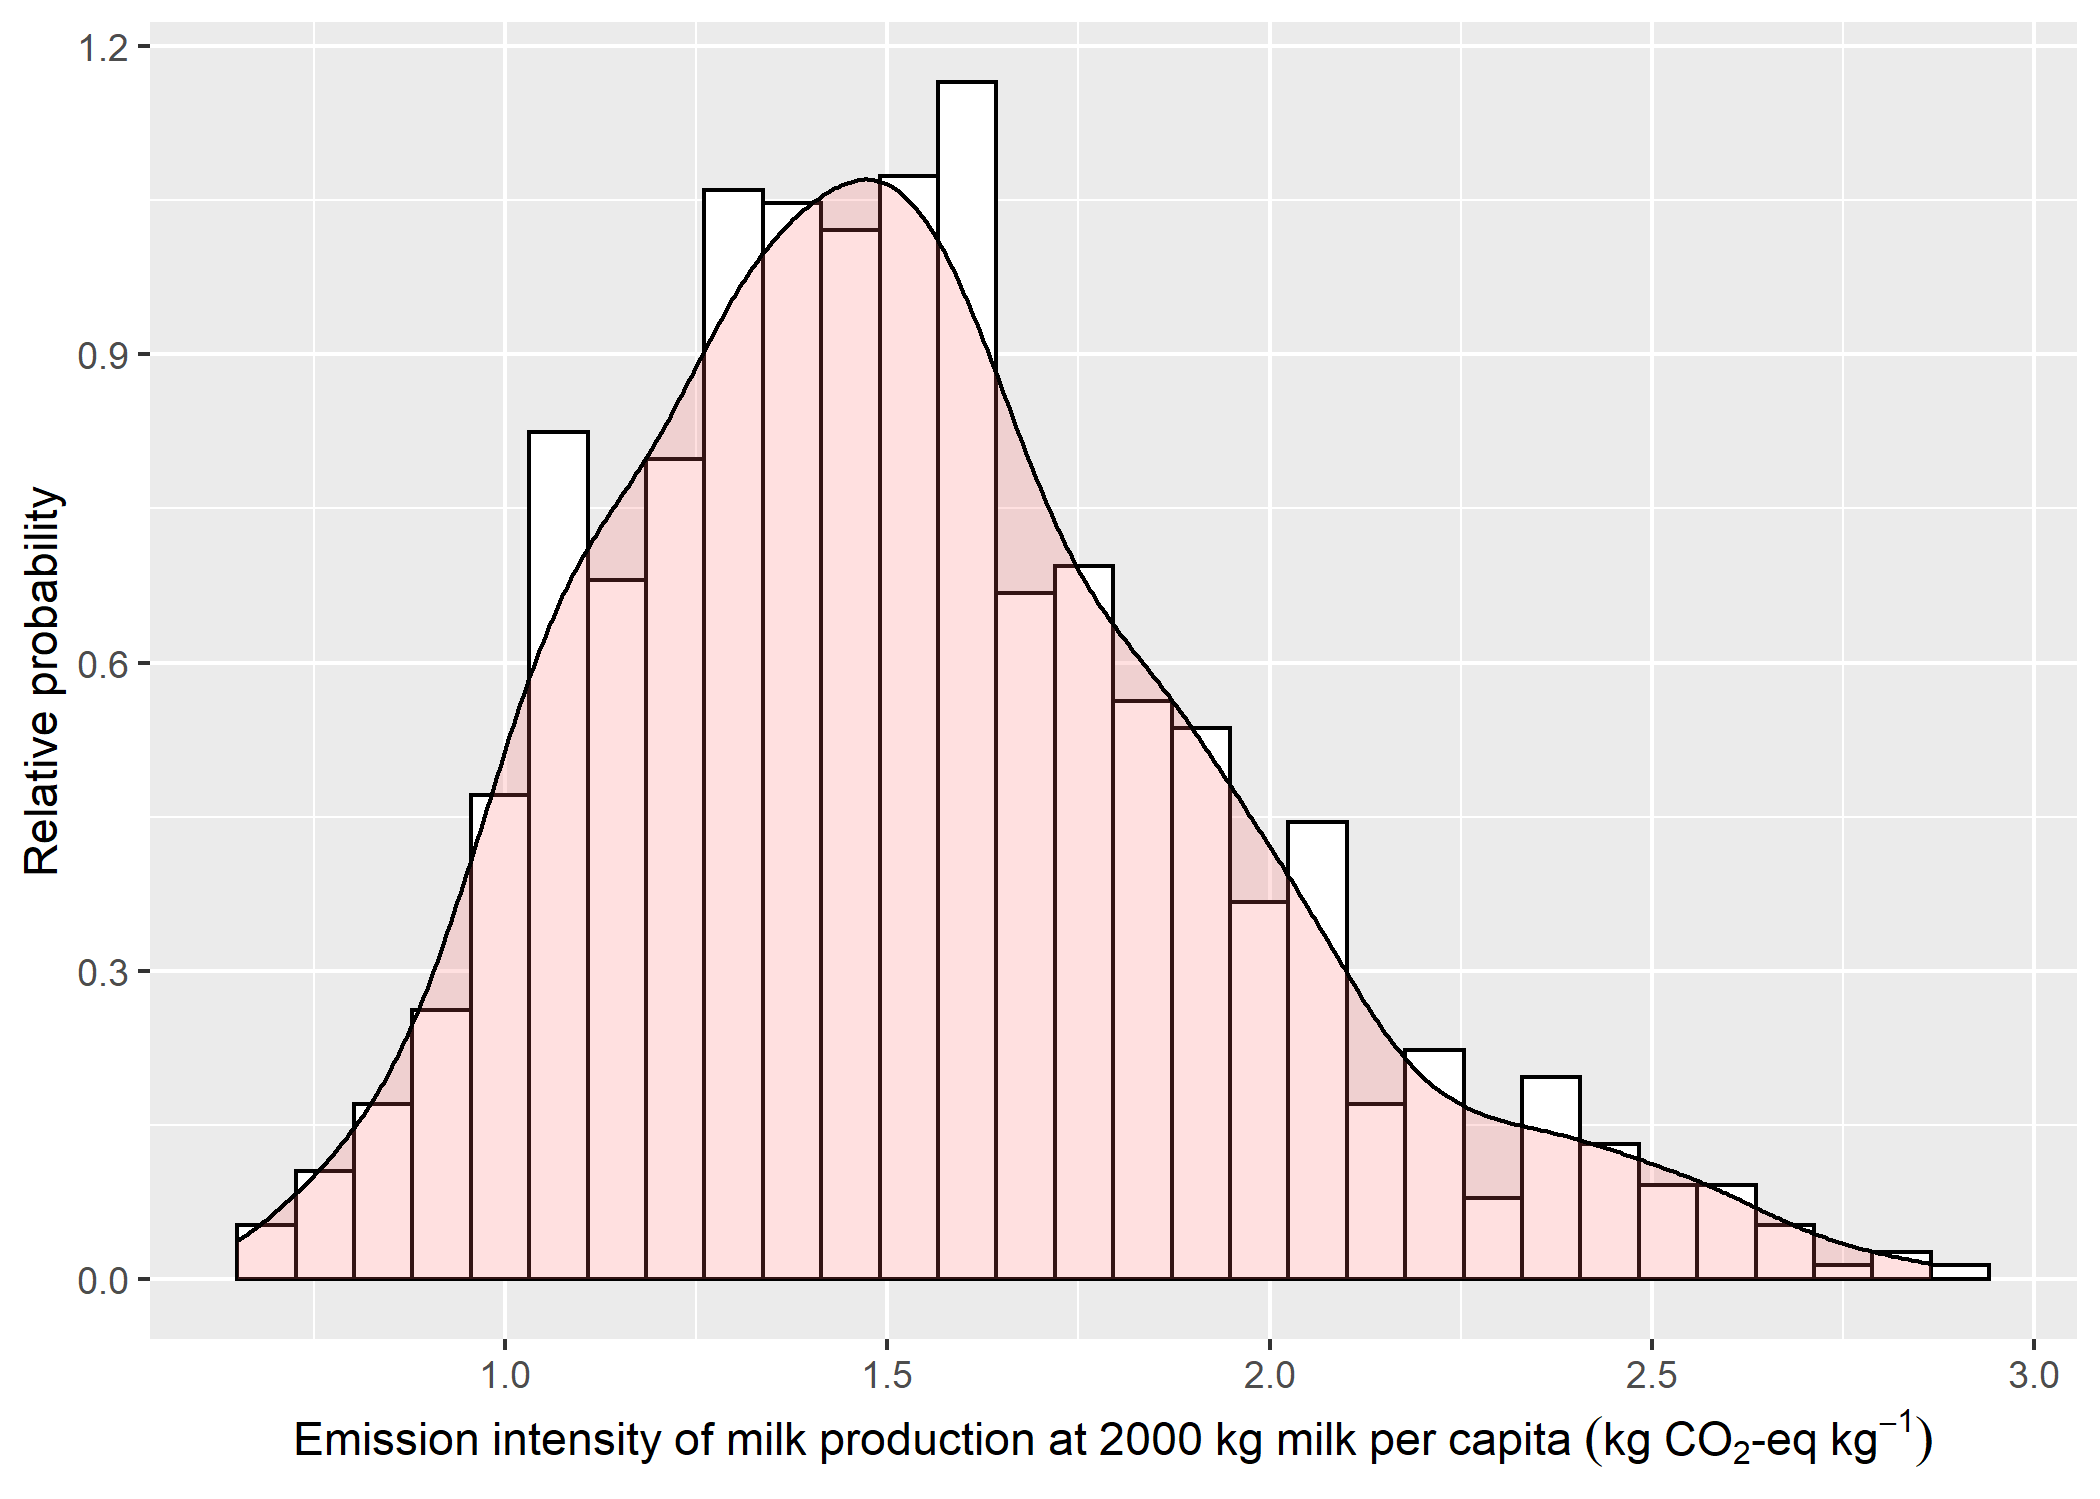 1.2
0.9
0.6
0.3
0.0
Relative probability
1.0 1.5 2.0 2.5 3.0
Emission intensity of milk production at 2000 kg milk per capita (kg CO₂-eq kg⁻¹)